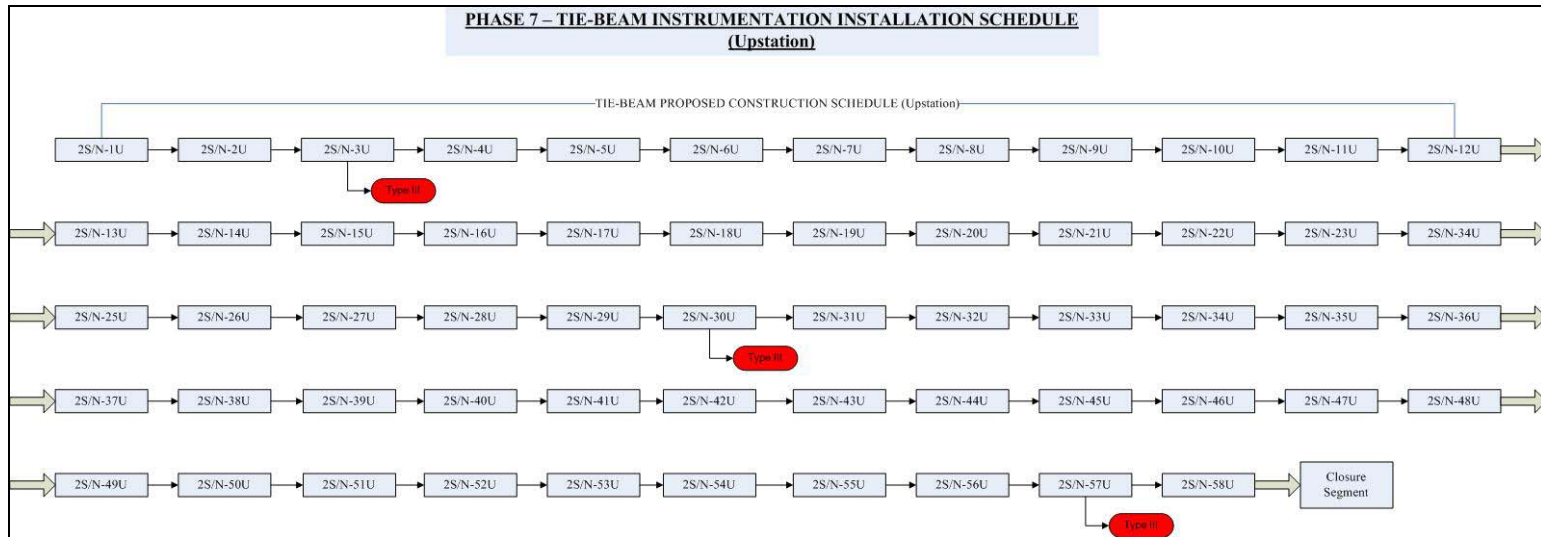 PHASE 7 – TIE-BEAM INSTRUMENTATION INSTALLATION SCHEDULE
(Upstation)
TIE-BEAM PROPOSED CONSTRUCTION SCHEDULE (Upstation)
2S/N-1U 2S/N-2U 2S/N-3U 2S/N-4U 2S/N-5U 2S/N-6U 2S/N-7U 2S/N-8U 2S/N-9U 2S/N-10U 2S/N-11U 2S/N-12U
Type III
2S/N-13U 2S/N-14U 2S/N-15U 2S/N-16U 2S/N-17U 2S/N-18U 2S/N-19U 2S/N-20U 2S/N-21U 2S/N-22U 2S/N-23U 2S/N-34U
2S/N-25U 2S/N-26U 2S/N-27U 2S/N-28U 2S/N-29U 2S/N-30U 2S/N-31U 2S/N-32U 2S/N-33U 2S/N-34U 2S/N-35U 2S/N-36U
Type III
2S/N-37U 2S/N-38U 2S/N-39U 2S/N-40U 2S/N-41U 2S/N-42U 2S/N-43U 2S/N-44U 2S/N-45U 2S/N-46U 2S/N-47U 2S/N-48U
2S/N-49U 2S/N-50U 2S/N-51U 2S/N-52U 2S/N-53U 2S/N-54U 2S/N-55U 2S/N-56U 2S/N-57U 2S/N-58U Closure
Segment
Type III